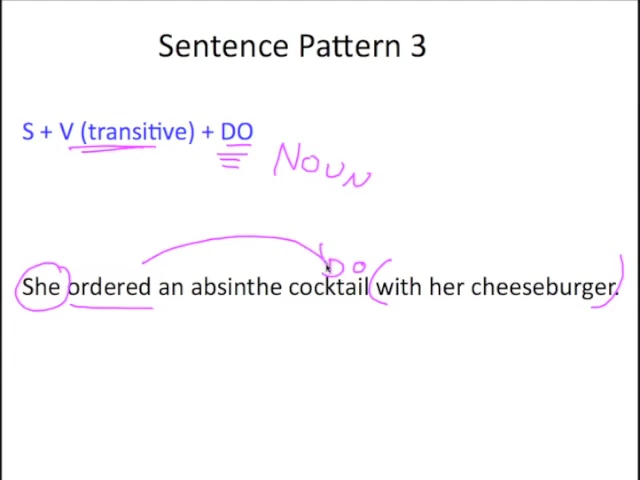 Sentence Pattern 3
S + V (transitive) + DO
NOUN
DO
She ordered an absinthe cocktail (with her cheeseburger.)